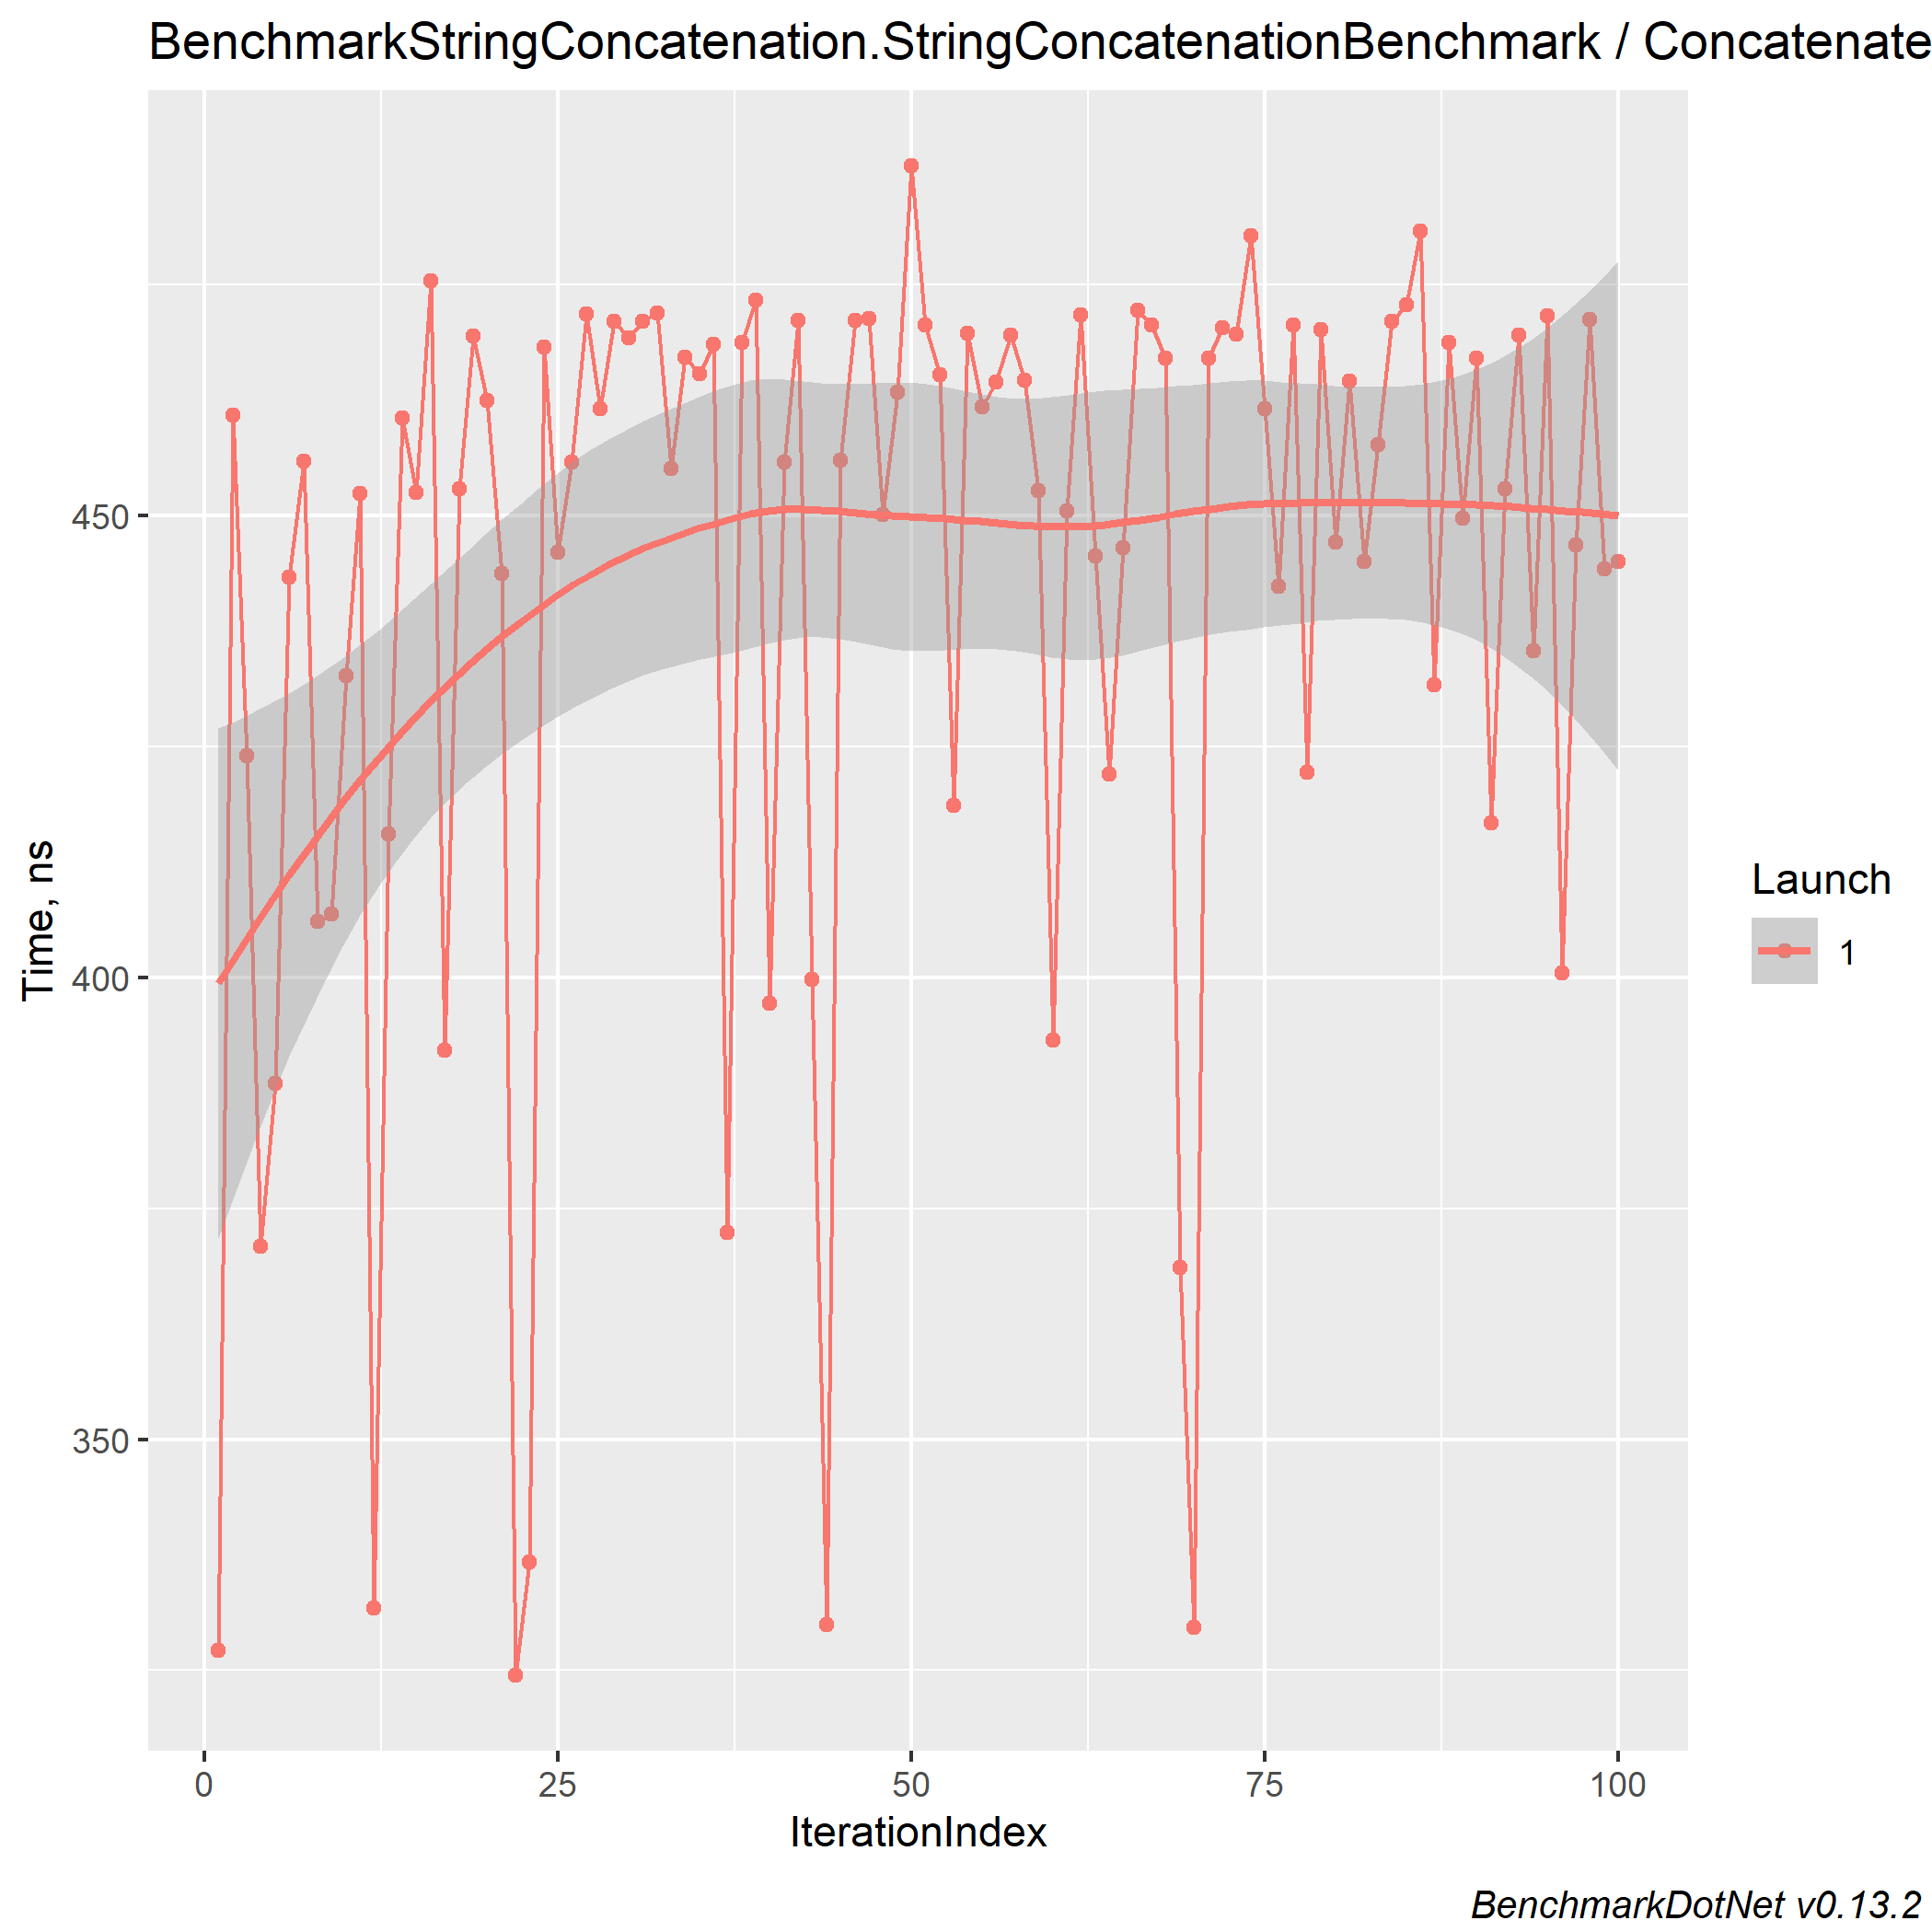 BenchmarkStringConcatenation.StringConcatenationBenchmark / Concatenate
Time, ns
450
400
350
0 25 50 75 100
IterationIndex
Launch
1
BenchmarkDotNet v0.13.2